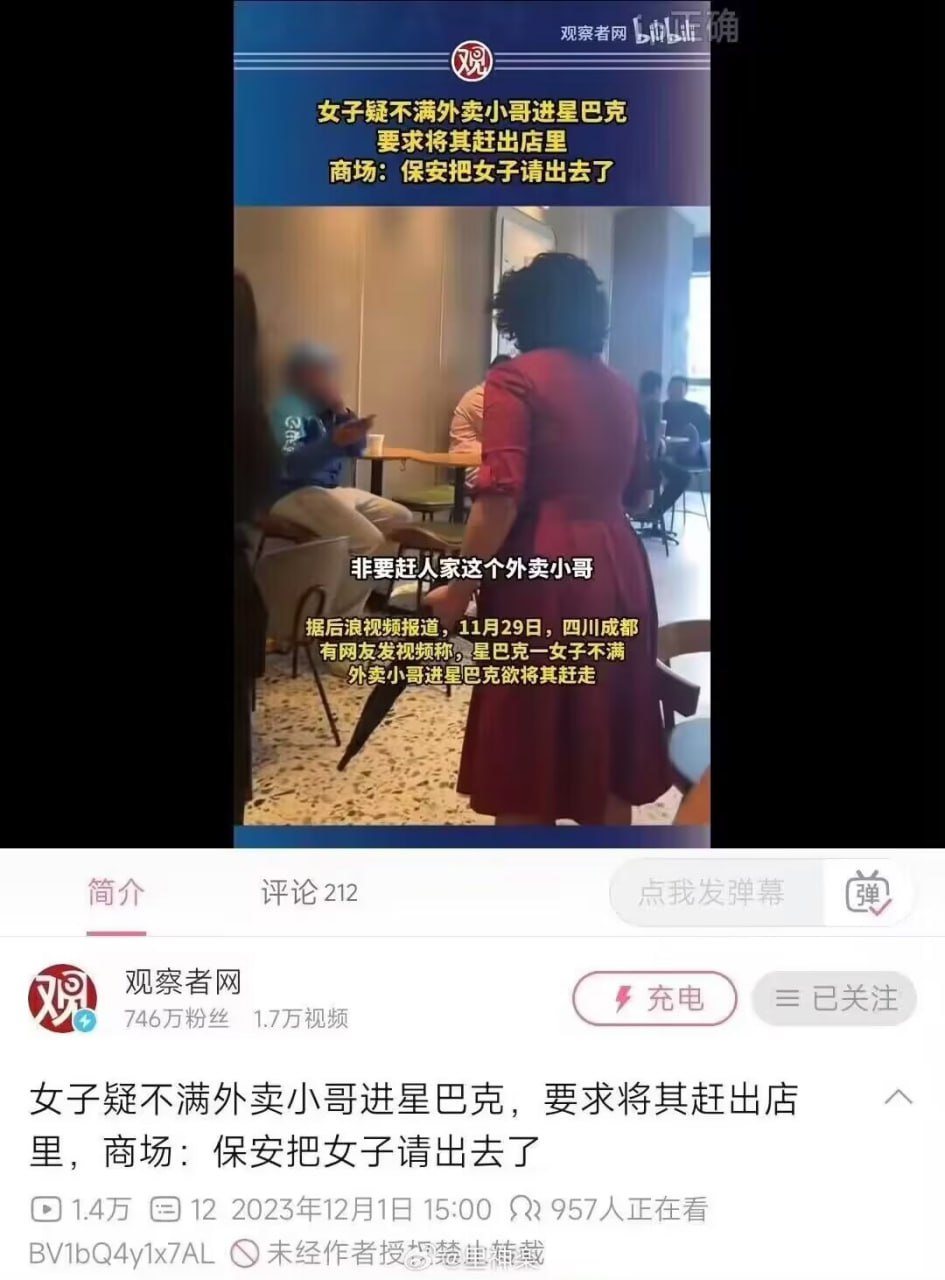 观察者网 bilibili
正确
观
女子疑不满外卖小哥进星巴克
要求将其赶出店里
商场：保安把女子请出去了
非要赶人家这个外卖小哥
据后浪视频报道，11月29日，四川成都
有网友发视频称，星巴克一女子不满
外卖小哥进星巴克欲将其赶走
简介
评论 212
点我发弹幕
弹
观
观察者网
746万粉丝 1.7万视频
充电
已关注
女子疑不满外卖小哥进星巴克，要求将其赶出店
里，商场：保安把女子请出去了
1.4万 12 2023年12月1日 15:00 957人正在看
BV1bQ4y1x7AL 未经作者授权禁止转载